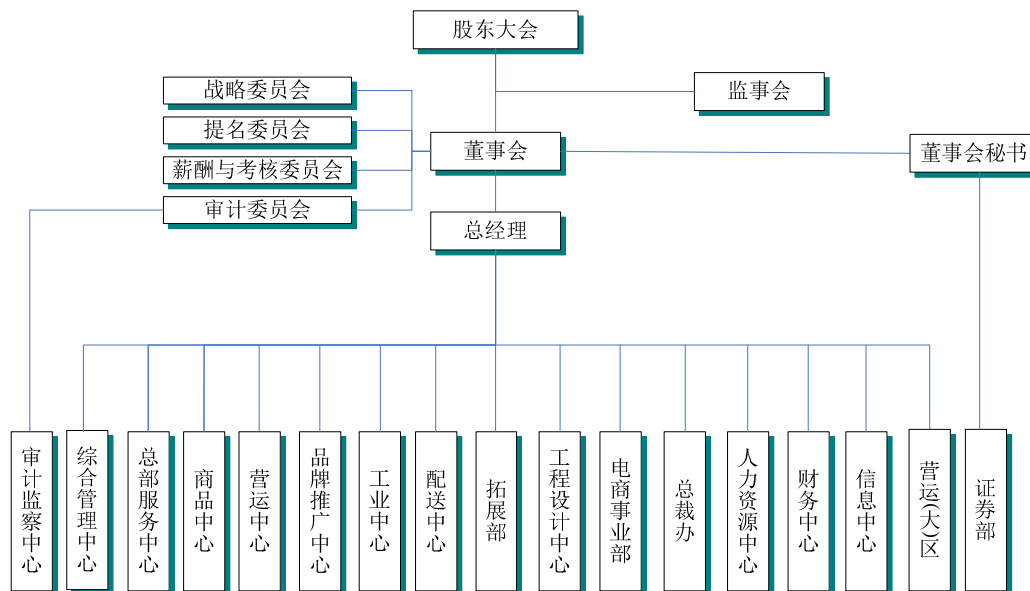 股东大会
战略委员会
监事会
提名委员会
董事会
董事会秘书
薪酬与考核委员会
审计委员会
总经理
审计监察中心
综合管理中心
总部服务中心
商品中心
营运中心
品牌推广中心
工业中心
配送中心
拓展部
工程设计中心
电商事业部
总裁办
人力资源中心
财务中心
信息中心
营运(大)区
证券部